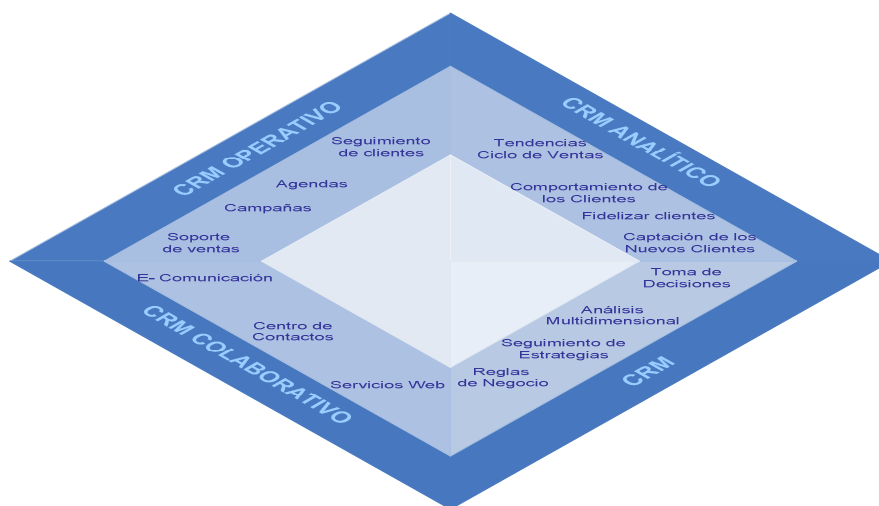 CRM OPERATIVO
Seguimiento
de clientes
Agendas
Campañas
Soporte
de ventas
CRM ANALÍTICO
Tendencias
Ciclo de Ventas
Comportamiento de
los Clientes
Fidelizar clientes
Captación de los
Nuevos Clientes
E- Comunicación
Centro de
Contactos
Servicios Web
CRM COLABORATIVO
Toma de
Decisiones
Análisis
Multidimensional
Seguimiento de
Estrategias
Reglas
de Negocio
CRM